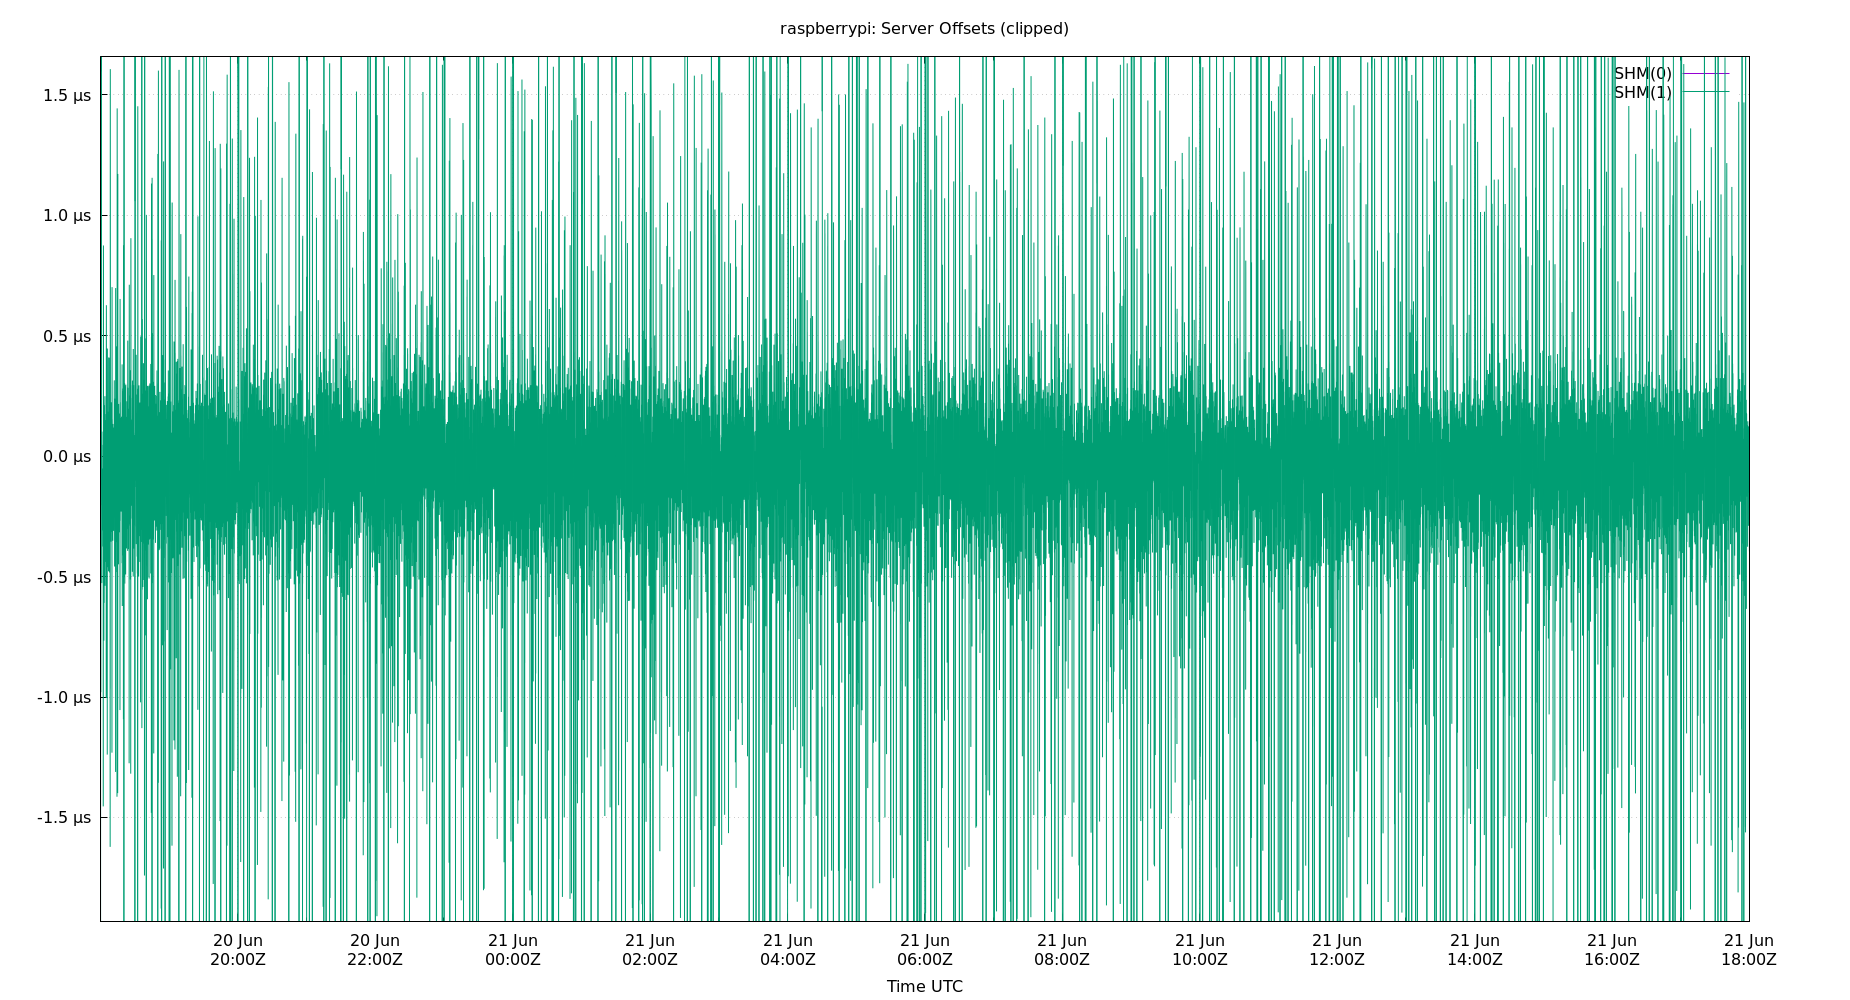 raspberrypi: Server Offsets (clipped)
SHM(0)
SHM(1)
1.5 µs
1.0 µs
0.5 µs
0.0 µs
-0.5 µs
-1.0 µs
-1.5 µs
20 Jun 20 Jun 21 Jun 21 Jun 21 Jun 21 Jun 21 Jun 21 Jun 21 Jun 21 Jun 21 Jun 21 Jun
20:00Z 22:00Z 00:00Z 02:00Z 04:00Z 06:00Z 08:00Z 10:00Z 12:00Z 14:00Z 16:00Z 18:00Z
Time UTC